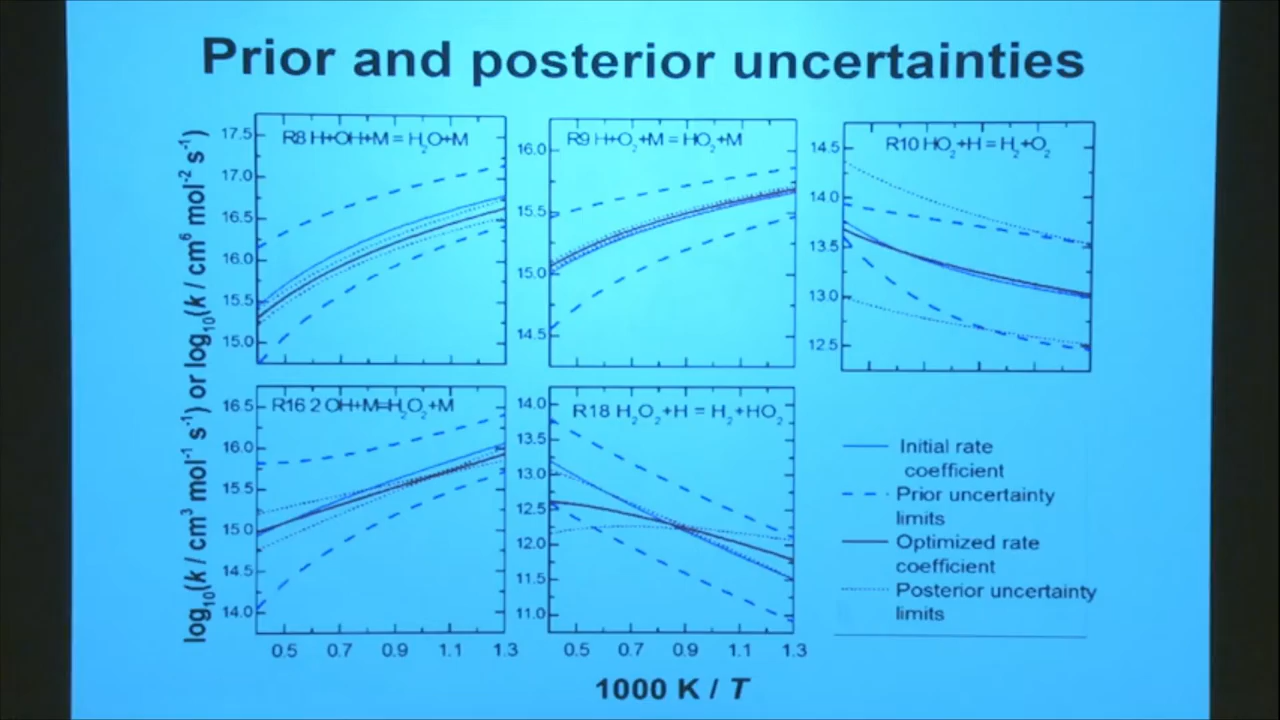 Prior and posterior uncertainties
log10(k / cm3 mol-1 s-1) or log10(k / cm6 mol-2 s-1)
R8 H+OH+M = H2O+M
17.5
17.0
16.5
16.0
15.5
15.0
R9 H+O2+M = HO2+M
16.0
15.5
15.0
14.5
R10 HO2+H = H2+O2
14.5
14.0
13.5
13.0
12.5
R16 2 OH+M=H2O2+M
16.5
16.0
15.5
15.0
14.5
14.0
0.5 0.7 0.9 1.1 1.3
R18 H2O2+H = H2+HO2
14.0
13.5
13.0
12.5
12.0
11.5
11.0
0.5 0.7 0.9 1.1 1.3
Initial rate
coefficient
Prior uncertainty
limits
Optimized rate
coefficient
Posterior uncertainty
limits
1000 K / T